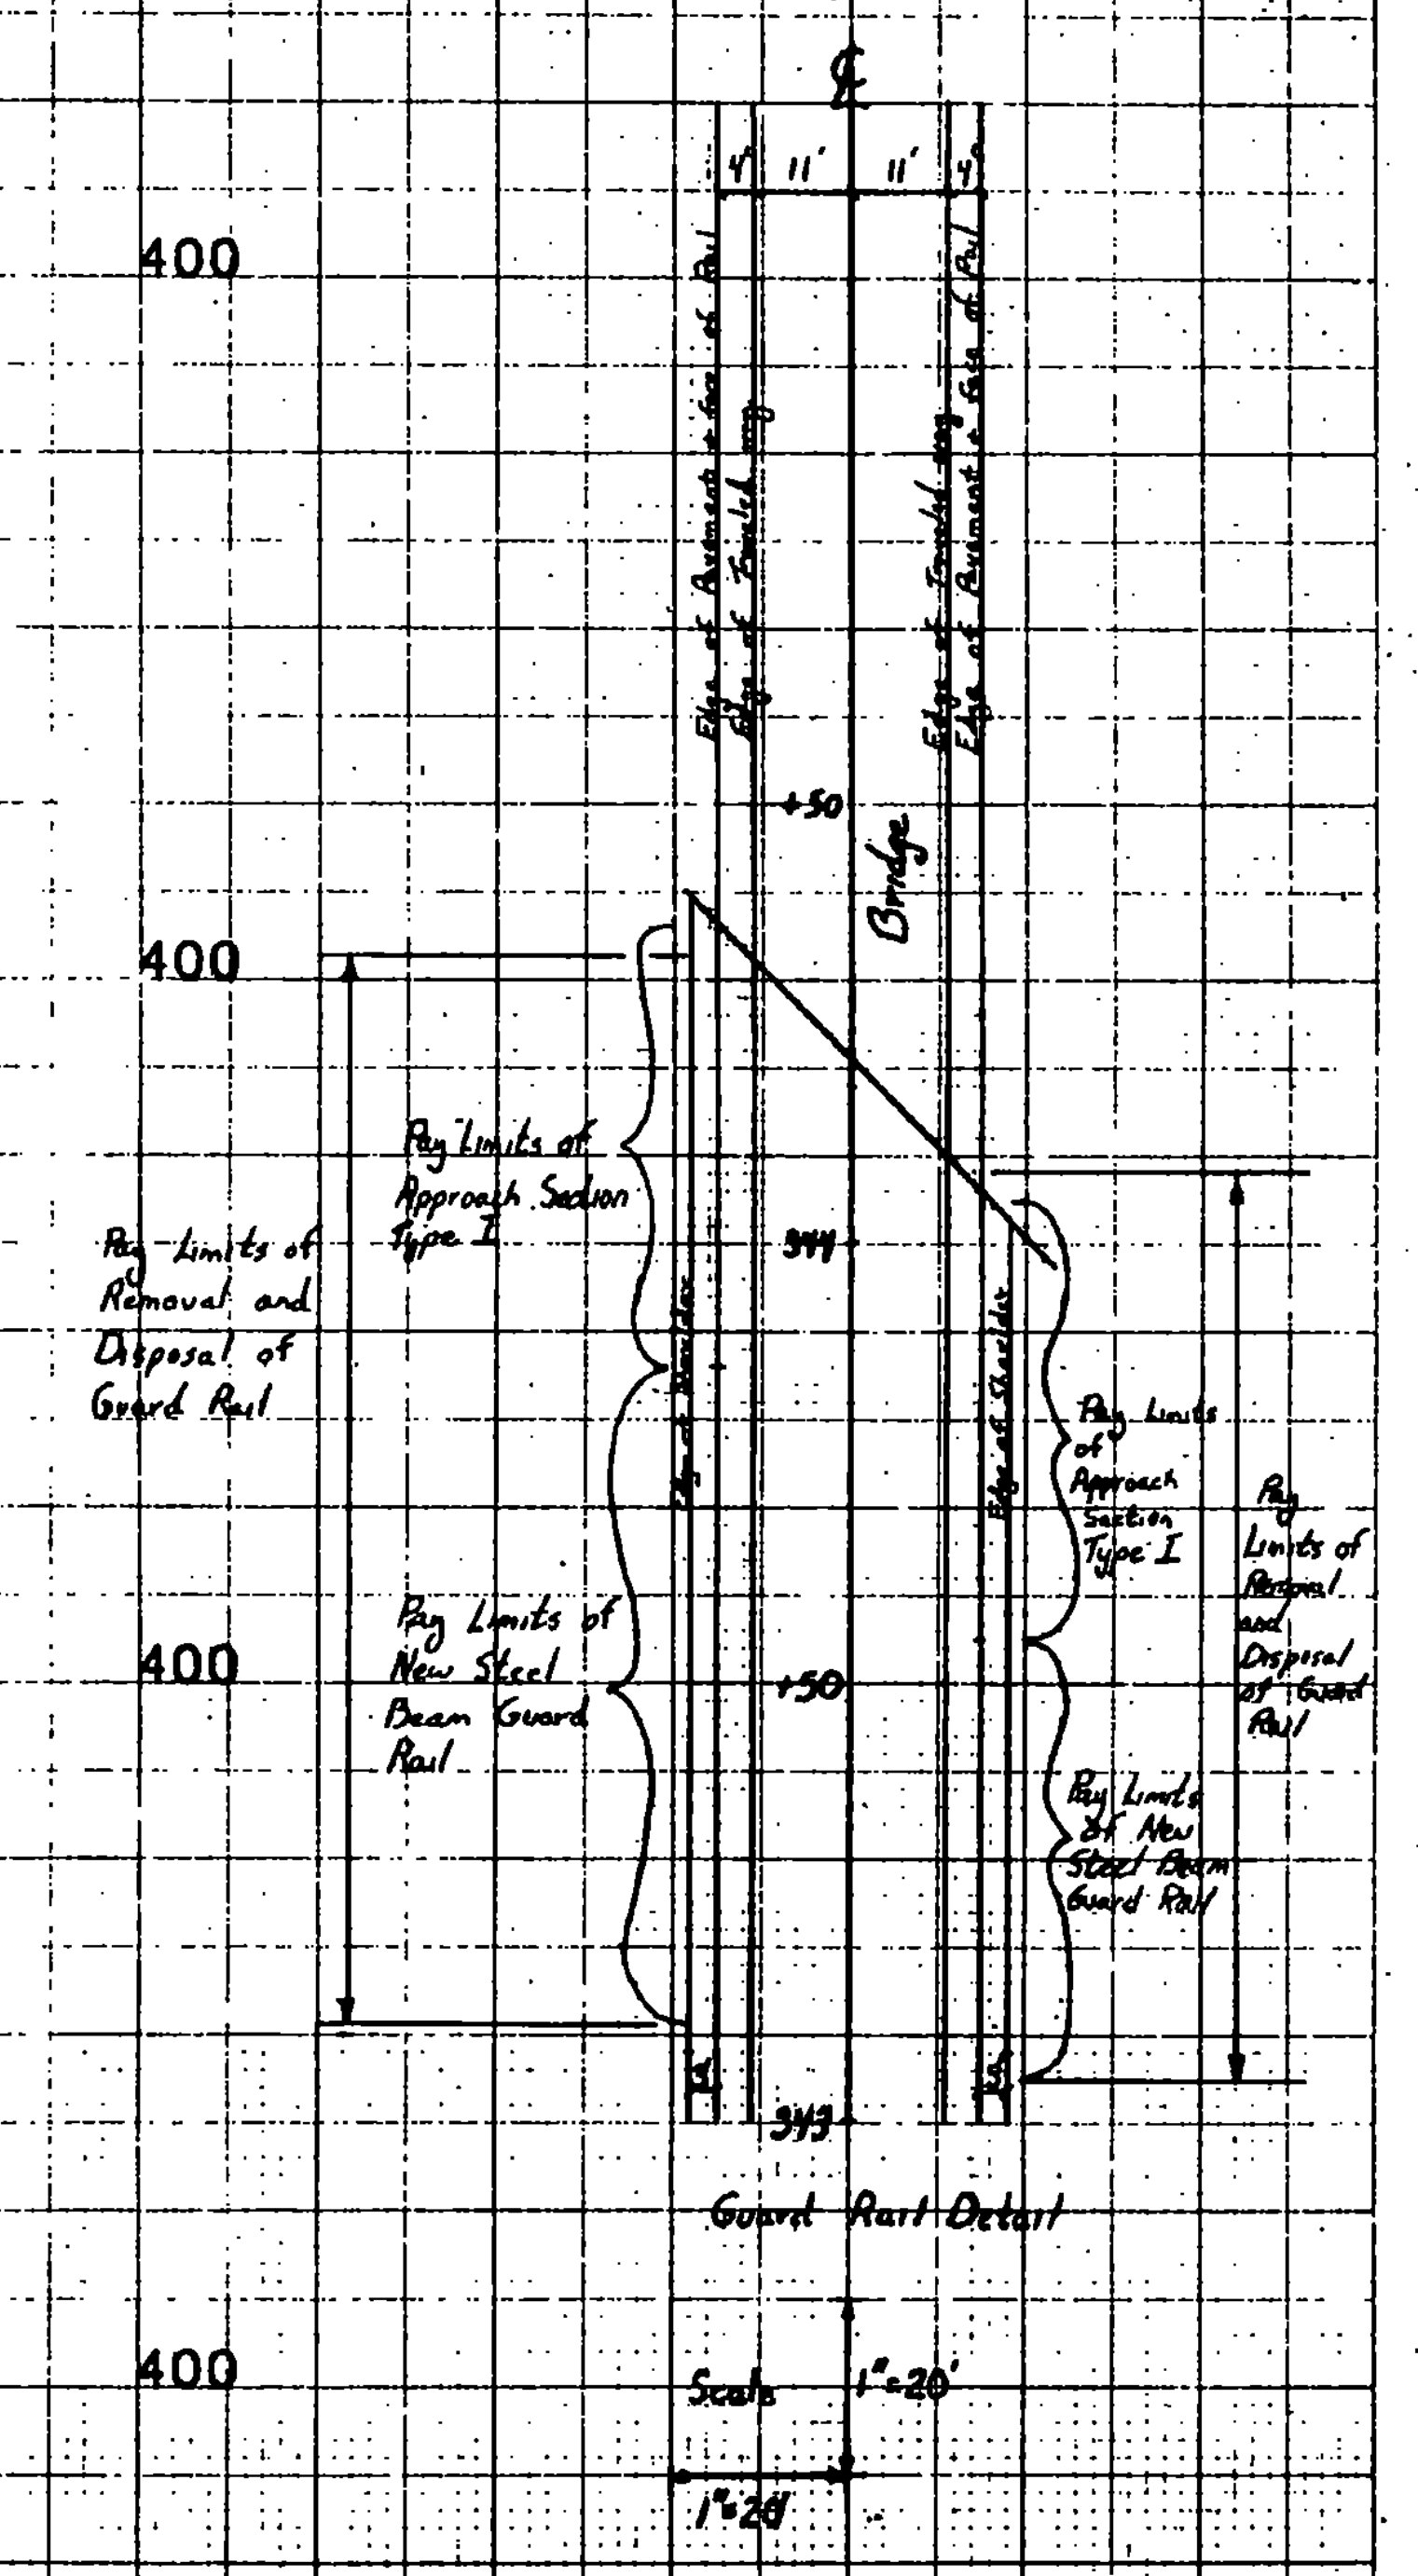 ℄
4' 11' 11' 4'
400
Edge of Pavement + face of Rail
Edge of Traveled way
Edge of Traveled way
Edge of Pavement + face of Rail
+50
Bridge
400
Pay Limits of
Approach Section
Type I
Pay Limits of
Removal and
Disposal of
Guard Rail
344
Edge of Shoulder
Edge of Shoulder
Pay Limits
of
Approach
Section
Type I
Pay
Limits of
Removal
and
Disposal
of Guard
Rail
Pay Limits of
New Steel
Beam Guard
Rail
400
+50
Pay Limits
of New
Steel Beam
Guard Rail
343
Guard Rail Detail
400
Scale
1"=20'
1"=20'